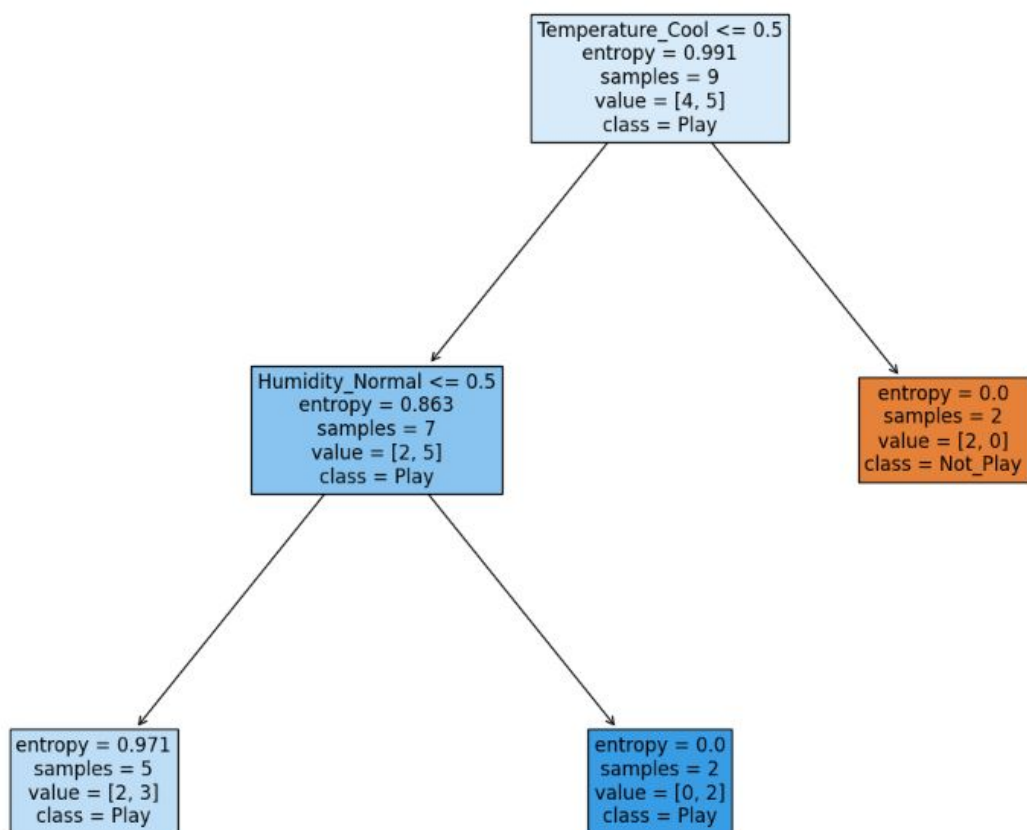 Temperature_Cool <= 0.5
entropy = 0.991
samples = 9
value = [4, 5]
class = Play
Humidity_Normal <= 0.5
entropy = 0.863
samples = 7
value = [2, 5]
class = Play
entropy = 0.0
samples = 2
value = [2, 0]
class = Not_Play
entropy = 0.971
samples = 5
value = [2, 3]
class = Play
entropy = 0.0
samples = 2
value = [0, 2]
class = Play